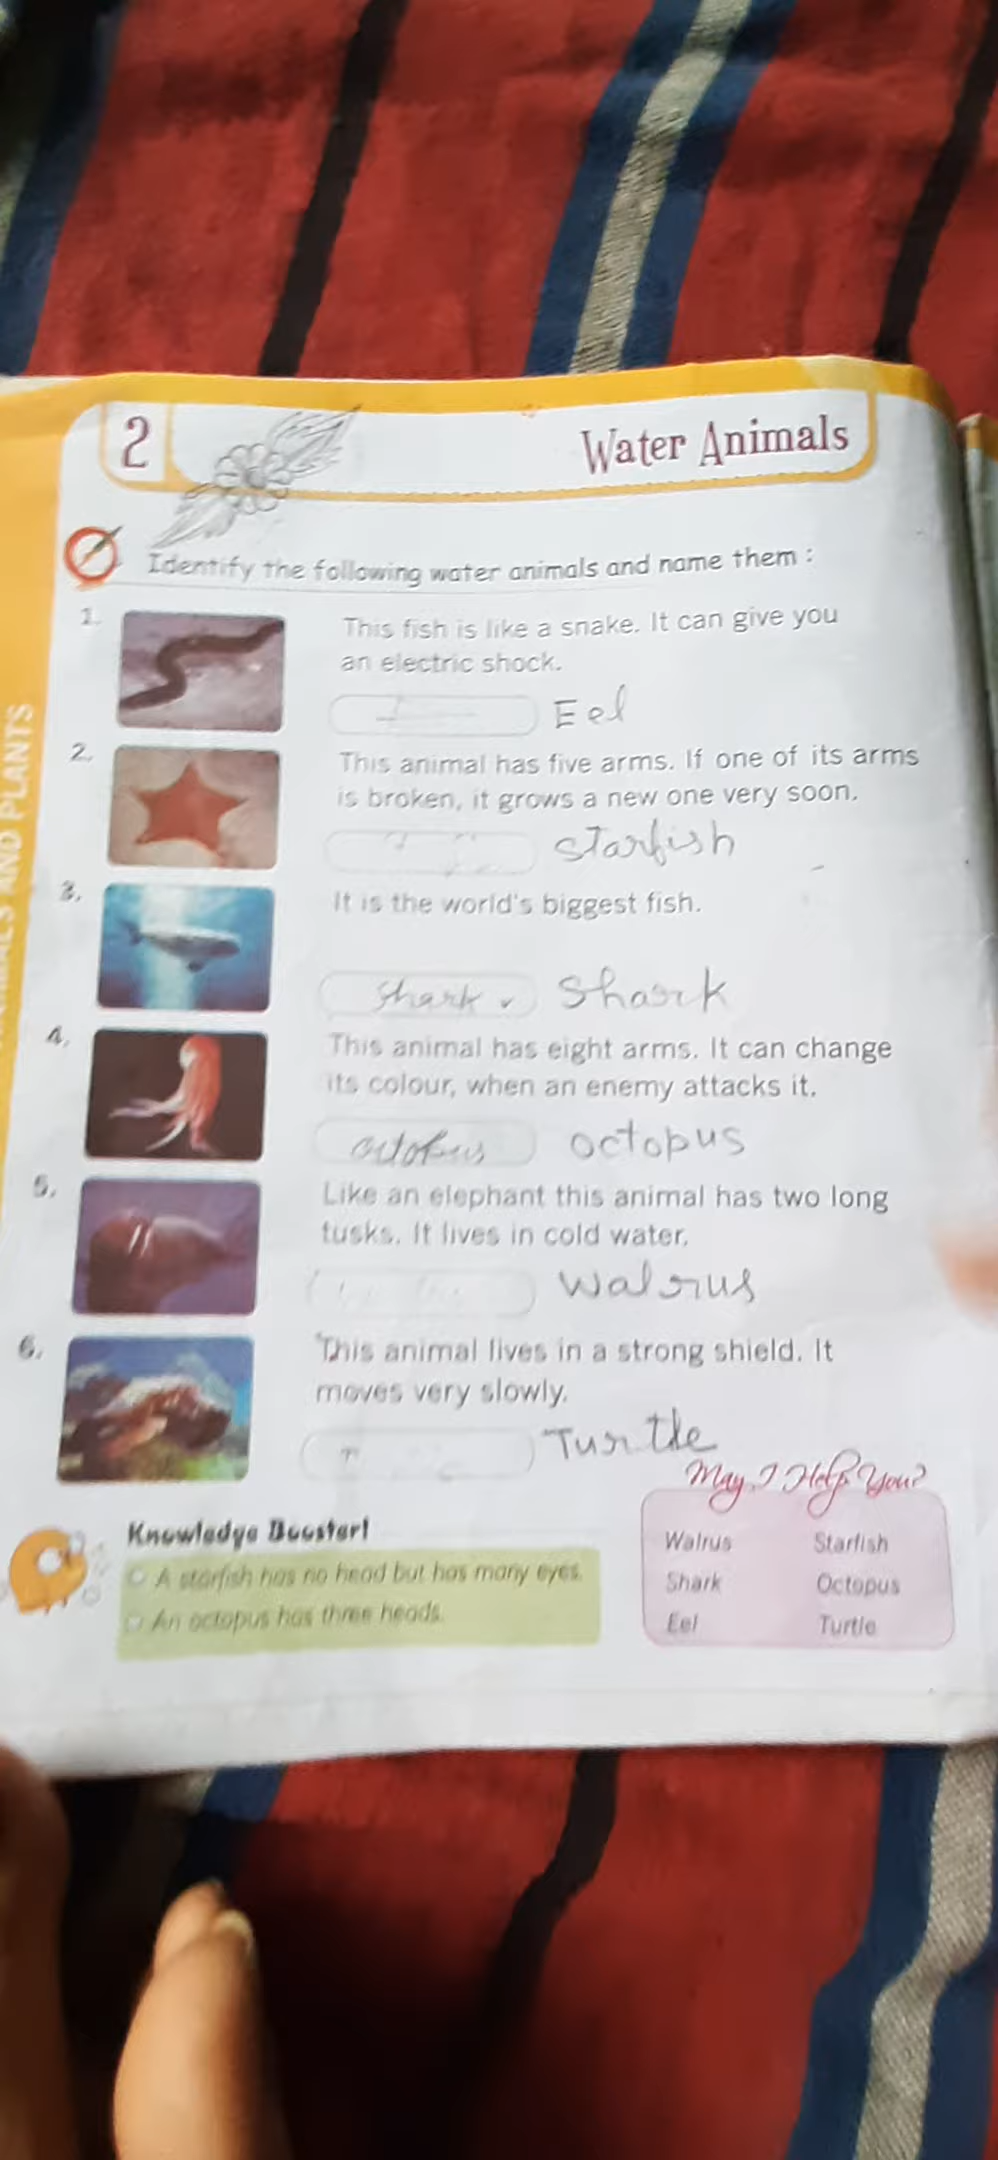 2
Water Animals
Identify the following water animals and name them :
1.
This fish is like a snake. It can give you
an electric shock.
Eel
2.
This animal has five arms. If one of its arms
is broken, it grows a new one very soon.
starfish
3.
It is the world's biggest fish.
Shark Shark
4.
This animal has eight arms. It can change
its colour, when an enemy attacks it.
octopus octopus
5.
Like an elephant this animal has two long
tusks. It lives in cold water.
Walrus
6.
This animal lives in a strong shield. It
moves very slowly.
Turtle
May I Help You?
Walrus Starfish
Shark Octopus
Eel Turtle
Knowledge Booster!
A starfish has no head but has many eyes.
An octopus has three heads.
AND PLANTS